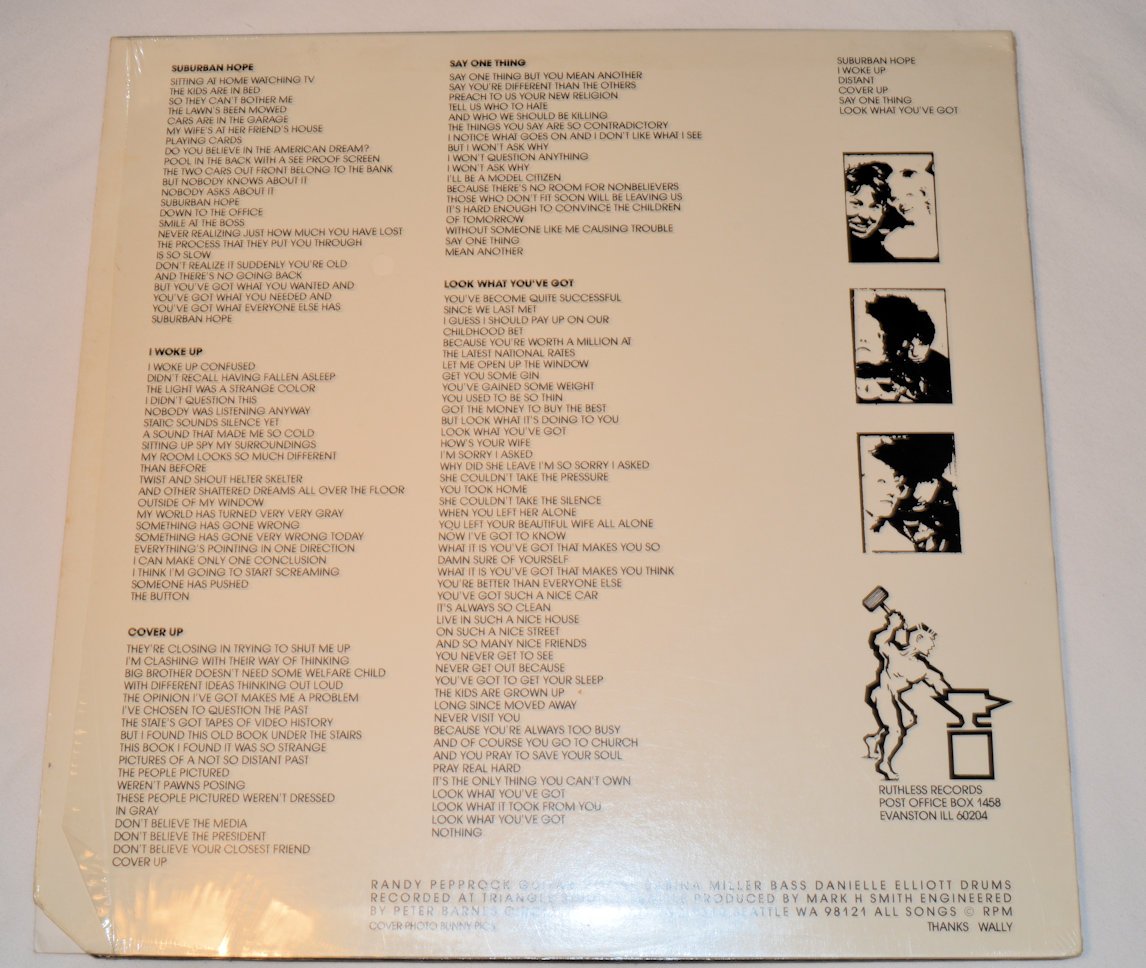 SUBURBAN HOPE
SITTING AT HOME WATCHING TV
THE KIDS ARE IN BED
SO THEY CAN'T BOTHER ME
THE LAWN'S BEEN MOWED
CARS ARE IN THE GARAGE
MY WIFE'S AT HER FRIEND'S HOUSE
PLAYING CARDS
DO YOU BELIEVE IN THE AMERICAN DREAM?
POOL IN THE BACK WITH A SEE PROOF SCREEN
THE TWO CARS OUT FRONT BELONG TO THE BANK
BUT NOBODY KNOWS ABOUT IT
NOBODY ASKS ABOUT IT
SUBURBAN HOPE
DOWN TO THE OFFICE
SMILE AT THE BOSS
NEVER REALIZING JUST HOW MUCH YOU HAVE LOST
THE PROCESS THAT THEY PUT YOU THROUGH
IS SO SLOW
DON'T REALIZE IT SUDDENLY YOU'RE OLD
AND THERE'S NO GOING BACK
BUT YOU'VE GOT WHAT YOU WANTED AND
YOU'VE GOT WHAT YOU NEEDED AND
YOU'VE GOT WHAT EVERYONE ELSE HAS
SUBURBAN HOPE
I WOKE UP
I WOKE UP CONFUSED
DIDN'T RECALL HAVING FALLEN ASLEEP
THE LIGHT WAS A STRANGE COLOR
I DIDN'T QUESTION THIS
NOBODY WAS LISTENING ANYWAY
STATIC SOUNDS SILENCE YET
A SOUND THAT MADE ME SO COLD
SITTING UP SPY MY SURROUNDINGS
MY ROOM LOOKS SO MUCH DIFFERENT
THAN BEFORE
TWIST AND SHOUT HELTER SKELTER
AND OTHER SHATTERED DREAMS ALL OVER THE FLOOR
OUTSIDE OF MY WINDOW
MY WORLD HAS TURNED VERY VERY GRAY
SOMETHING HAS GONE WRONG
SOMETHING HAS GONE VERY WRONG TODAY
EVERYTHING'S POINTING IN ONE DIRECTION
I CAN MAKE ONLY ONE CONCLUSION
I THINK I'M GOING TO START SCREAMING
SOMEONE HAS PUSHED
THE BUTTON
COVER UP
THEY'RE CLOSING IN TRYING TO SHUT ME UP
I'M CLASHING WITH THEIR WAY OF THINKING
BIG BROTHER DOESN'T NEED SOME WELFARE CHILD
WITH DIFFERENT IDEAS THINKING OUT LOUD
THE OPINION I'VE GOT MAKES ME A PROBLEM
I'VE CHOSEN TO QUESTION THE PAST
THE STATE'S GOT TAPES OF VIDEO HISTORY
BUT I FOUND THIS OLD BOOK UNDER THE STAIRS
THIS BOOK I FOUND IT WAS SO STRANGE
PICTURES OF A NOT SO DISTANT PAST
THE PEOPLE PICTURED
WEREN'T PAWNS POSING
THESE PEOPLE PICTURED WEREN'T DRESSED
IN GRAY
DON'T BELIEVE THE MEDIA
DON'T BELIEVE THE PRESIDENT
DON'T BELIEVE YOUR CLOSEST FRIEND
COVER UP
SAY ONE THING
SAY ONE THING BUT YOU MEAN ANOTHER
SAY YOU'RE DIFFERENT THAN THE OTHERS
PREACH TO US YOUR NEW RELIGION
TELL US WHO TO HATE
AND WHO WE SHOULD BE KILLING
THE THINGS YOU SAY ARE SO CONTRADICTORY
I NOTICE WHAT GOES ON AND I DON'T LIKE WHAT I SEE
BUT I WON'T ASK WHY
I WON'T QUESTION ANYTHING
I WON'T ASK WHY
I'LL BE A MODEL CITIZEN
BECAUSE THERE'S NO ROOM FOR NONBELIEVERS
THOSE WHO DON'T FIT SOON WILL BE LEAVING US
IT'S HARD ENOUGH TO CONVINCE THE CHILDREN
OF TOMORROW
WITHOUT SOMEONE LIKE ME CAUSING TROUBLE
SAY ONE THING
MEAN ANOTHER
LOOK WHAT YOU'VE GOT
YOU'VE BECOME QUITE SUCCESSFUL
SINCE WE LAST MET
I GUESS I SHOULD PAY UP ON OUR
CHILDHOOD BET
BECAUSE YOU'RE WORTH A MILLION AT
THE LATEST NATIONAL RATES
LET ME OPEN UP THE WINDOW
GET YOU SOME GIN
YOU'VE GAINED SOME WEIGHT
YOU USED TO BE SO THIN
GOT THE MONEY TO BUY THE BEST
BUT LOOK WHAT IT'S DOING TO YOU
LOOK WHAT YOU'VE GOT
HOW'S YOUR WIFE
I'M SORRY I ASKED
WHY DID SHE LEAVE I'M SO SORRY I ASKED
SHE COULDN'T TAKE THE PRESSURE
YOU TOOK HOME
SHE COULDN'T TAKE THE SILENCE
WHEN YOU LEFT HER ALONE
YOU LEFT YOUR BEAUTIFUL WIFE ALL ALONE
NOW I'VE GOT TO KNOW
WHAT IT IS YOU'VE GOT THAT MAKES YOU SO
DAMN SURE OF YOURSELF
WHAT IT IS YOU'VE GOT THAT MAKES YOU THINK
YOU'RE BETTER THAN EVERYONE ELSE
YOU'VE GOT SUCH A NICE CAR
IT'S ALWAYS SO CLEAN
LIVE IN SUCH A NICE HOUSE
ON SUCH A NICE STREET
AND SO MANY NICE FRIENDS
YOU NEVER GET TO SEE
NEVER GET OUT BECAUSE
YOU'VE GOT TO GET YOUR SLEEP
THE KIDS ARE GROWN UP
LONG SINCE MOVED AWAY
NEVER VISIT YOU
BECAUSE YOU'RE ALWAYS TOO BUSY
AND OF COURSE YOU GO TO CHURCH
AND YOU PRAY TO SAVE YOUR SOUL
PRAY REAL HARD
IT'S THE ONLY THING YOU CAN'T OWN
LOOK WHAT YOU'VE GOT
LOOK WHAT IT TOOK FROM YOU
LOOK WHAT YOU'VE GOT
NOTHING
SUBURBAN HOPE
I WOKE UP
DISTANT
COVER UP
SAY ONE THING
LOOK WHAT YOU'VE GOT
RUTHLESS RECORDS
POST OFFICE BOX 1458
EVANSTON ILL 60204
RANDY PEPPROCK MILLER BASS DANIELLE ELLIOTT DRUMS
RECORDED AT TRIANGLE PRODUCED BY MARK H SMITH ENGINEERED
BY PETER BARNES SEATTLE WA 98121 ALL SONGS © RPM
COVER PHOTO BUNNY PICS
THANKS WALLY